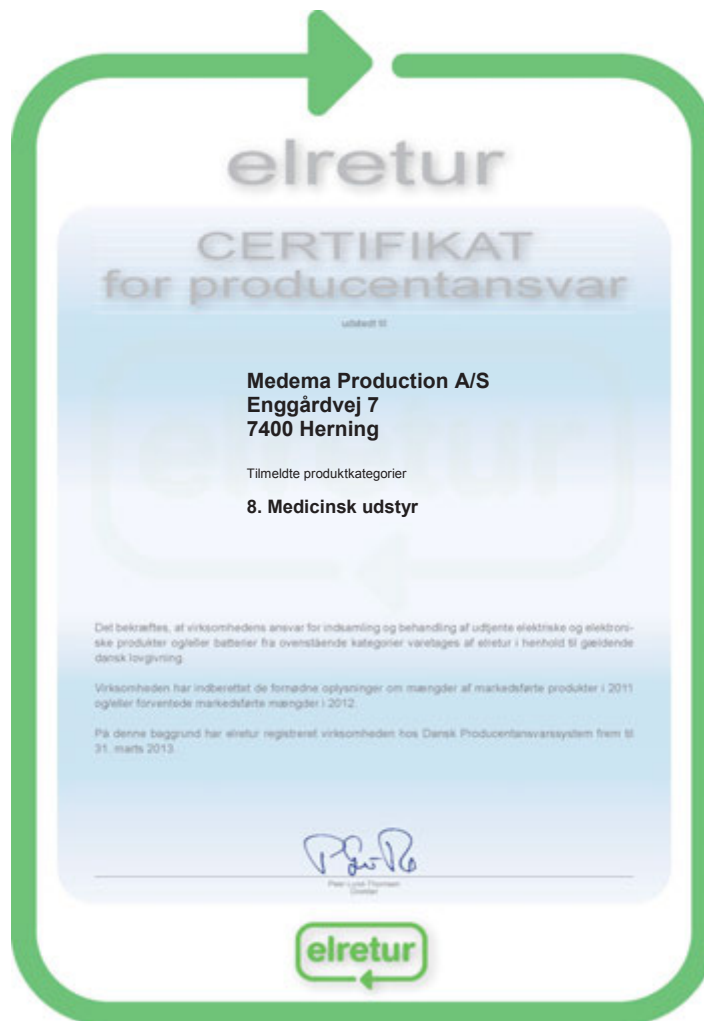 elretur
CERTIFIKAT
for producentansvar
udstedt til
Medema Production A/S
Enggårdvej 7
7400 Herning
Tilmeldte produktkategorier
8. Medicinsk udstyr
Det bekræftes, at virksomhedens ansvar for indsamling og behandling af udtjente elektriske og elektroni-
ske produkter og/eller batterier fra ovenstående kategorier varetages af elretur i henhold til gældende
dansk lovgivning.
Virksomheden har indberettet de fornødne oplysninger om mængder af markedsførte produkter i 2011
og/eller forventede markedsførte mængder i 2012.
På denne baggrund har elretur registreret virksomheden hos Dansk Producentansvarssystem frem til
31. marts 2013.
Peer Lund-Thomsen
Direktør
elretur